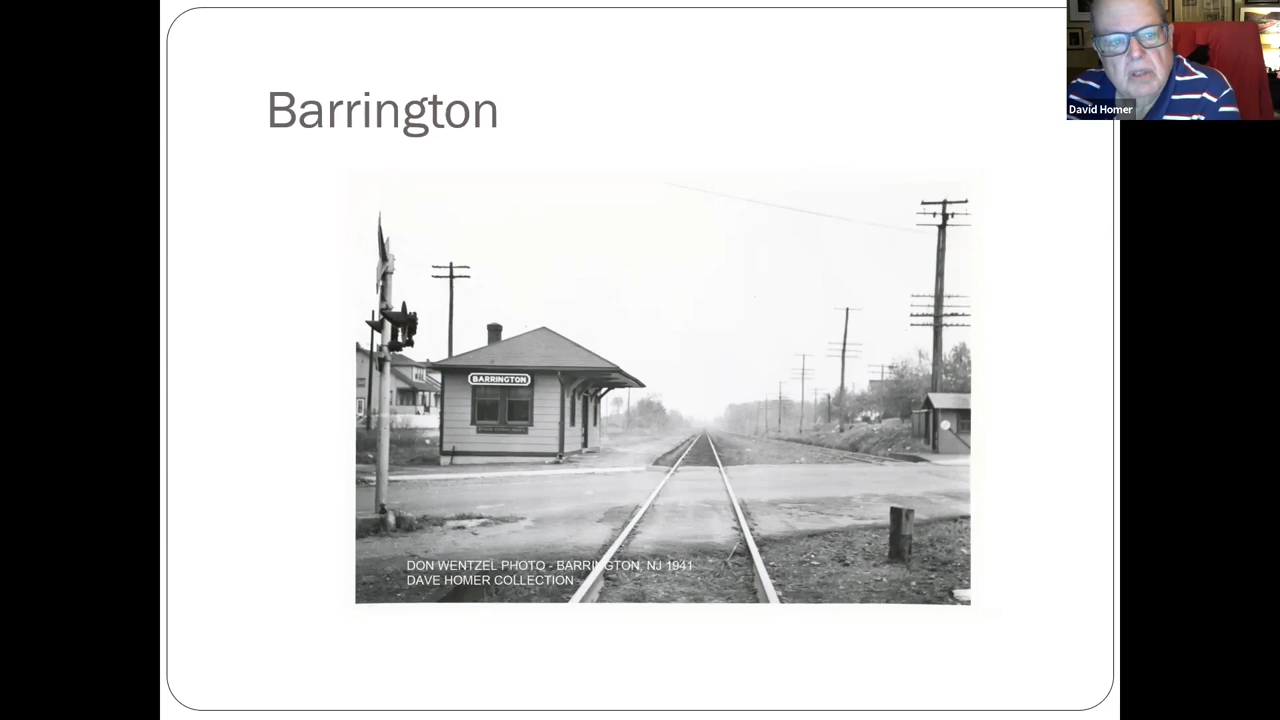 Barrington
David Homer
BARRINGTON
DON WENTZEL PHOTO - BARRINGTON, NJ 1941
DAVE HOMER COLLECTION